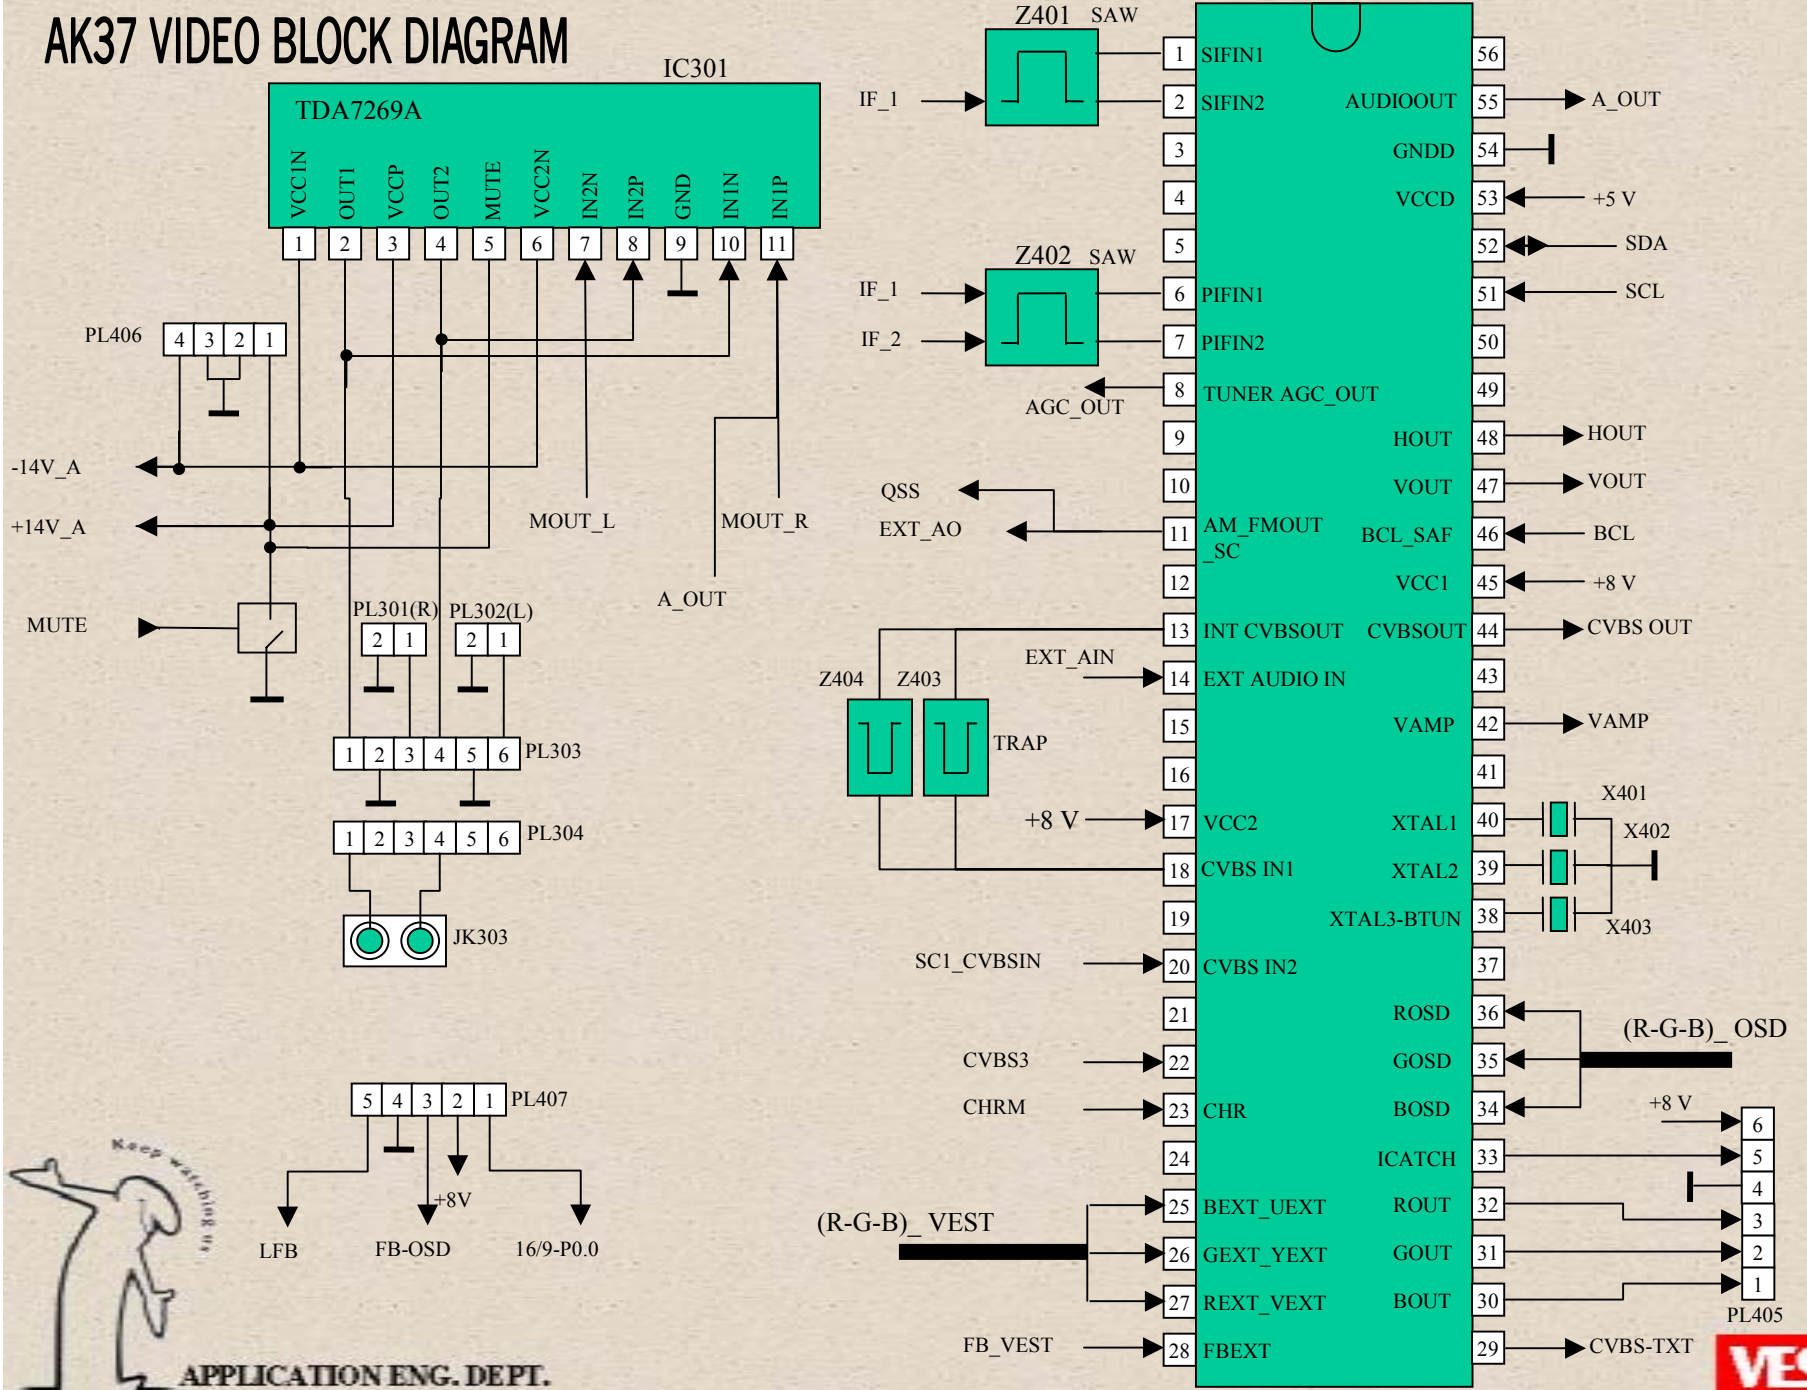 AK37 VIDEO BLOCK DIAGRAM
IC301
TDA7269A
VCC1N
OUT1
VCCP
OUT2
MUTE
VCC2N
IN2N
IN2P
GND
IN1N
IN1P
1 2 3 4 5 6 7 8 9 10 11
PL406
4 3 2 1
-14V_A
+14V_A
MUTE
MOUT_L
MOUT_R
A_OUT
PL301(R)
PL302(L)
2 1
2 1
1 2 3 4 5 6 PL303
1 2 3 4 5 6 PL304
JK303
5 4 3 2 1 PL407
+8V
LFB
FB-OSD
16/9-P0.0
Keep watching us
APPLICATION ENG. DEPT.
Z401 SAW
IF_1
Z402 SAW
IF_1
IF_2
AGC_OUT
QSS
EXT_AO
EXT_AIN
Z404
Z403
TRAP
+8 V
SC1_CVBSIN
CVBS3
CHRM
(R-G-B)_ VEST
FB_VEST
1 SIFIN1
2 SIFIN2
3
4
5
6 PIFIN1
7 PIFIN2
8 TUNER AGC_OUT
9
10
11 AM_FMOUT
_SC
12
13 INT CVBSOUT
14 EXT AUDIO IN
15
16
17 VCC2
18 CVBS IN1
19
20 CVBS IN2
21
22
23 CHR
24
25 BEXT_UEXT
26 GEXT_YEXT
27 REXT_VEXT
28 FBEXT
56
AUDIOOUT 55 A_OUT
GNDD 54
VCCD 53 +5 V
52 SDA
51 SCL
50
49
HOUT 48 HOUT
VOUT 47 VOUT
BCL_SAF 46 BCL
VCC1 45 +8 V
CVBSOUT 44 CVBS OUT
43
VAMP 42 VAMP
41
X401
XTAL1 40
X402
XTAL2 39
XTAL3-BTUN 38
X403
37
ROSD 36
(R-G-B)_ OSD
GOSD 35
BOSD 34
+8 V
6
ICATCH 33 5
4
ROUT 32 3
GOUT 31 2
BOUT 30 1
PL405
29 CVBS-TXT